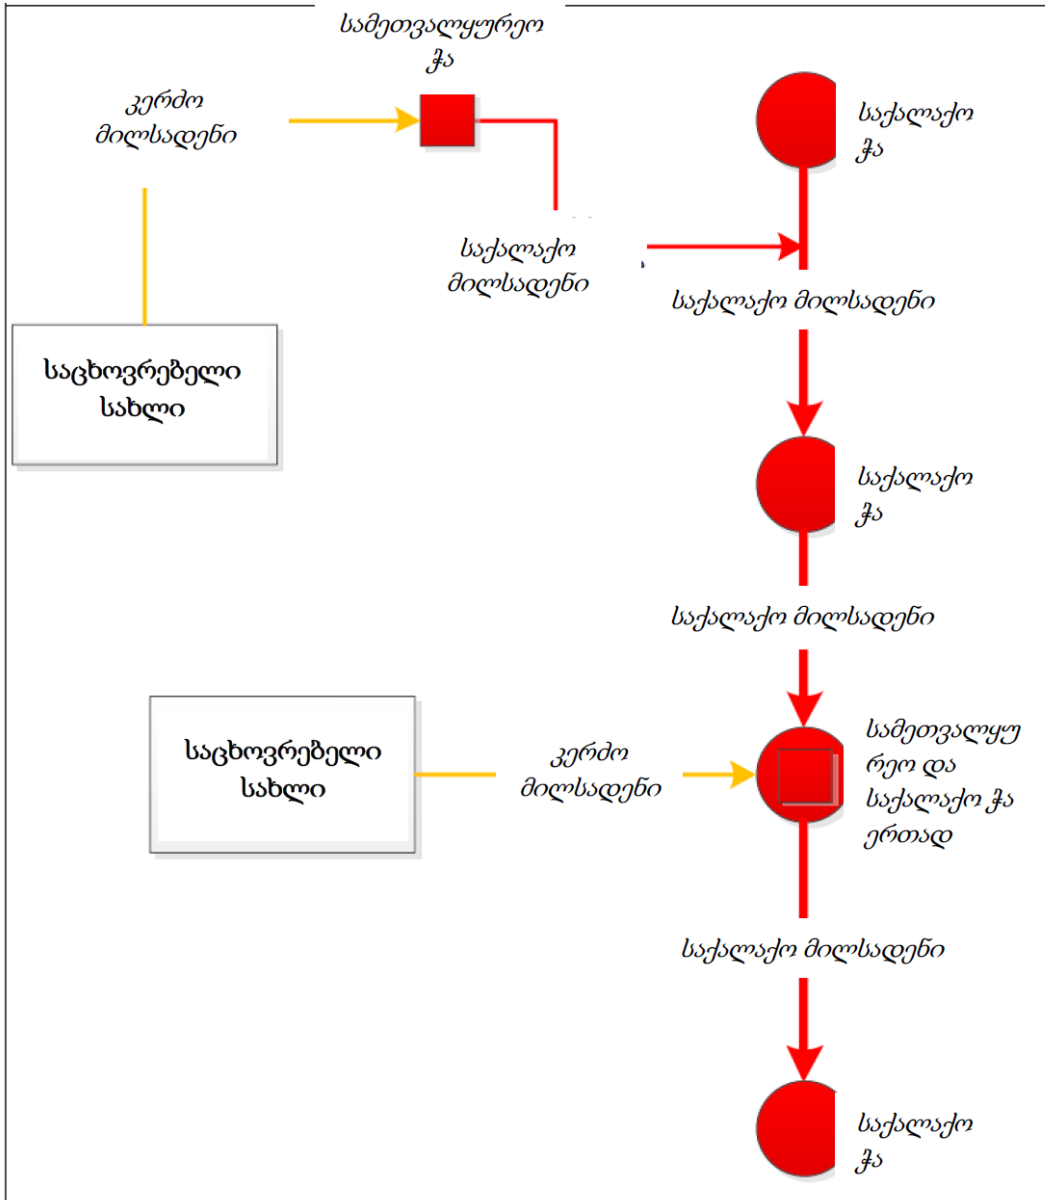 სამეთვალყურეო
ჭა
კერძო
მილსადენი
საქალაქო
ჭა
საქალაქო
მილსადენი
საქალაქო მილსადენი
საცხოვრებელი
სახლი
საქალაქო
ჭა
საქალაქო მილსადენი
საცხოვრებელი
სახლი
კერძო
მილსადენი
სამეთვალყუ
რეო და
საქალაქო ჭა
ერთად
საქალაქო მილსადენი
საქალაქო
ჭა